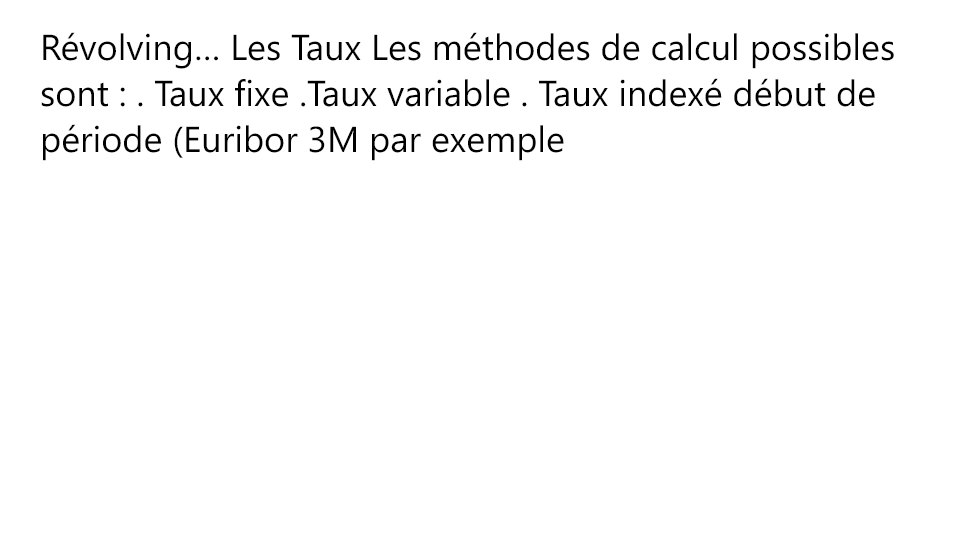 Révolving… Les Taux Les méthodes de calcul possibles
sont : . Taux fixe .Taux variable . Taux indexé début de
période (Euribor 3M par exemple